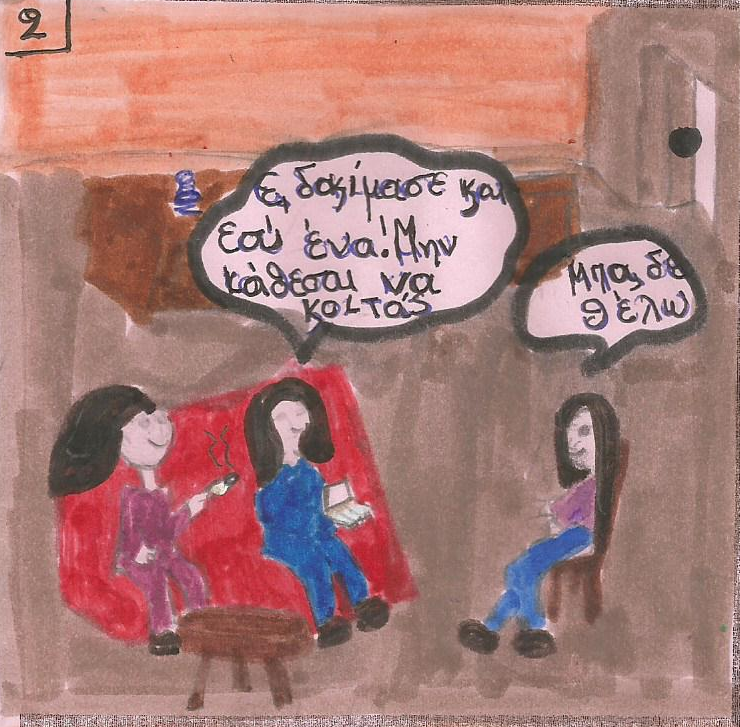 2
Ε, δοκίμασε και
εσύ ένα! Μην
κάθεσαι να
κοιτάς
Μπα, δε
θέλω